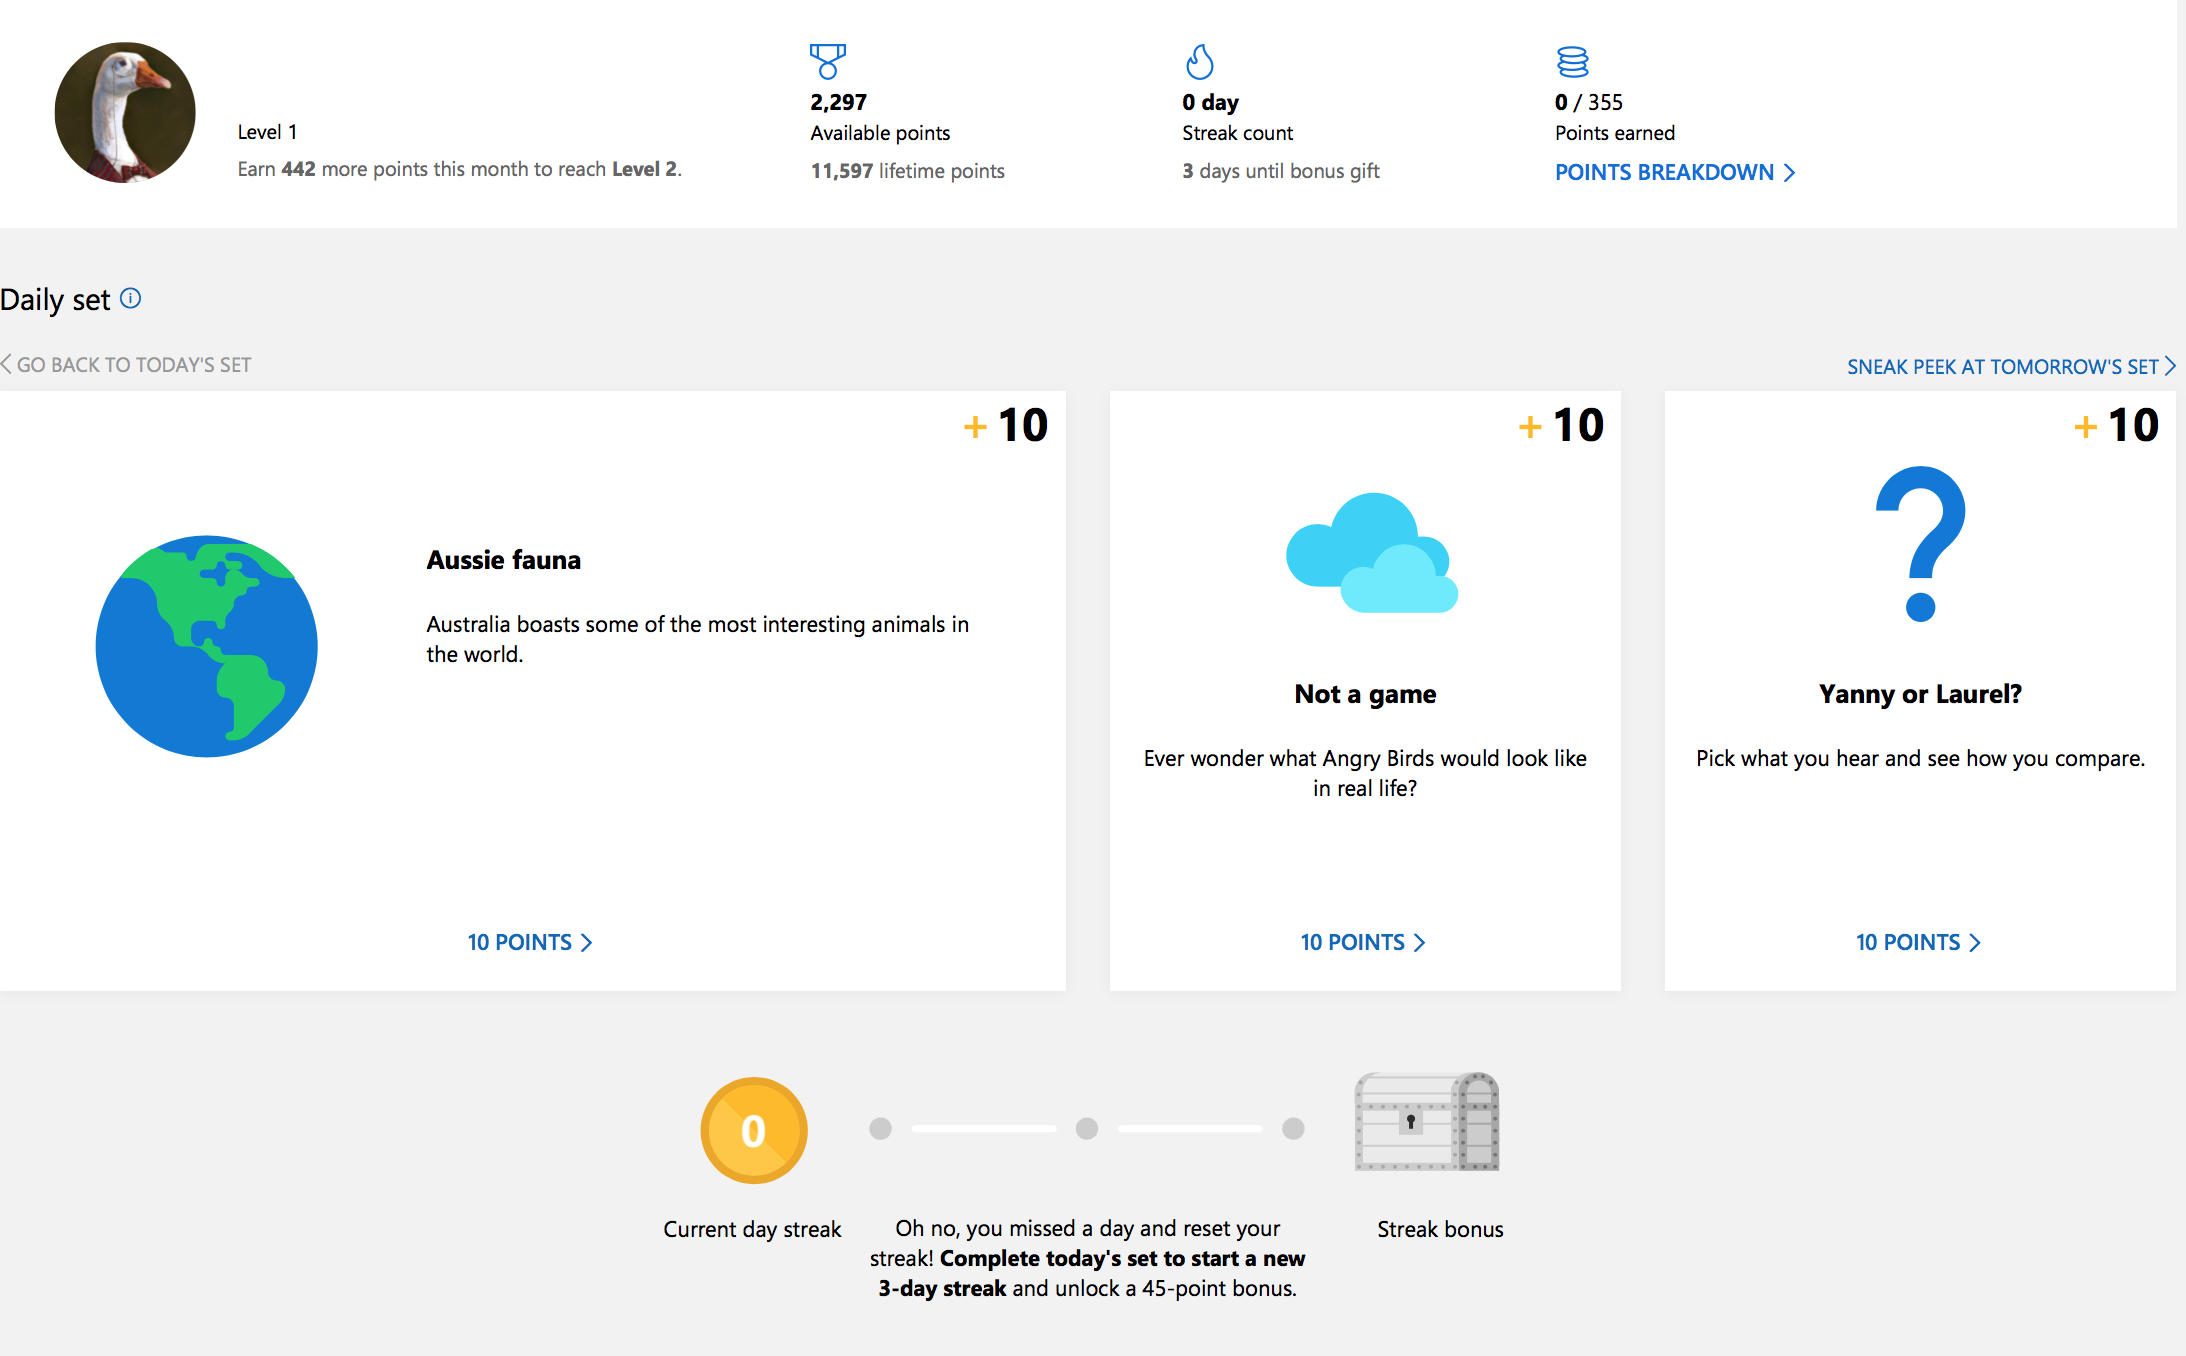 Level 1
Earn 442 more points this month to reach Level 2.
2,297
Available points
11,597 lifetime points
0 day
Streak count
3 days until bonus gift
0 / 355
Points earned
POINTS BREAKDOWN
Daily set
GO BACK TO TODAY'S SET
SNEAK PEEK AT TOMORROW'S SET
+ 10
Aussie fauna
Australia boasts some of the most interesting animals in
the world.
10 POINTS
+ 10
Not a game
Ever wonder what Angry Birds would look like
in real life?
10 POINTS
+ 10
Yanny or Laurel?
Pick what you hear and see how you compare.
10 POINTS
0
Current day streak
Oh no, you missed a day and reset your
streak! Complete today's set to start a new
3-day streak and unlock a 45-point bonus.
Streak bonus